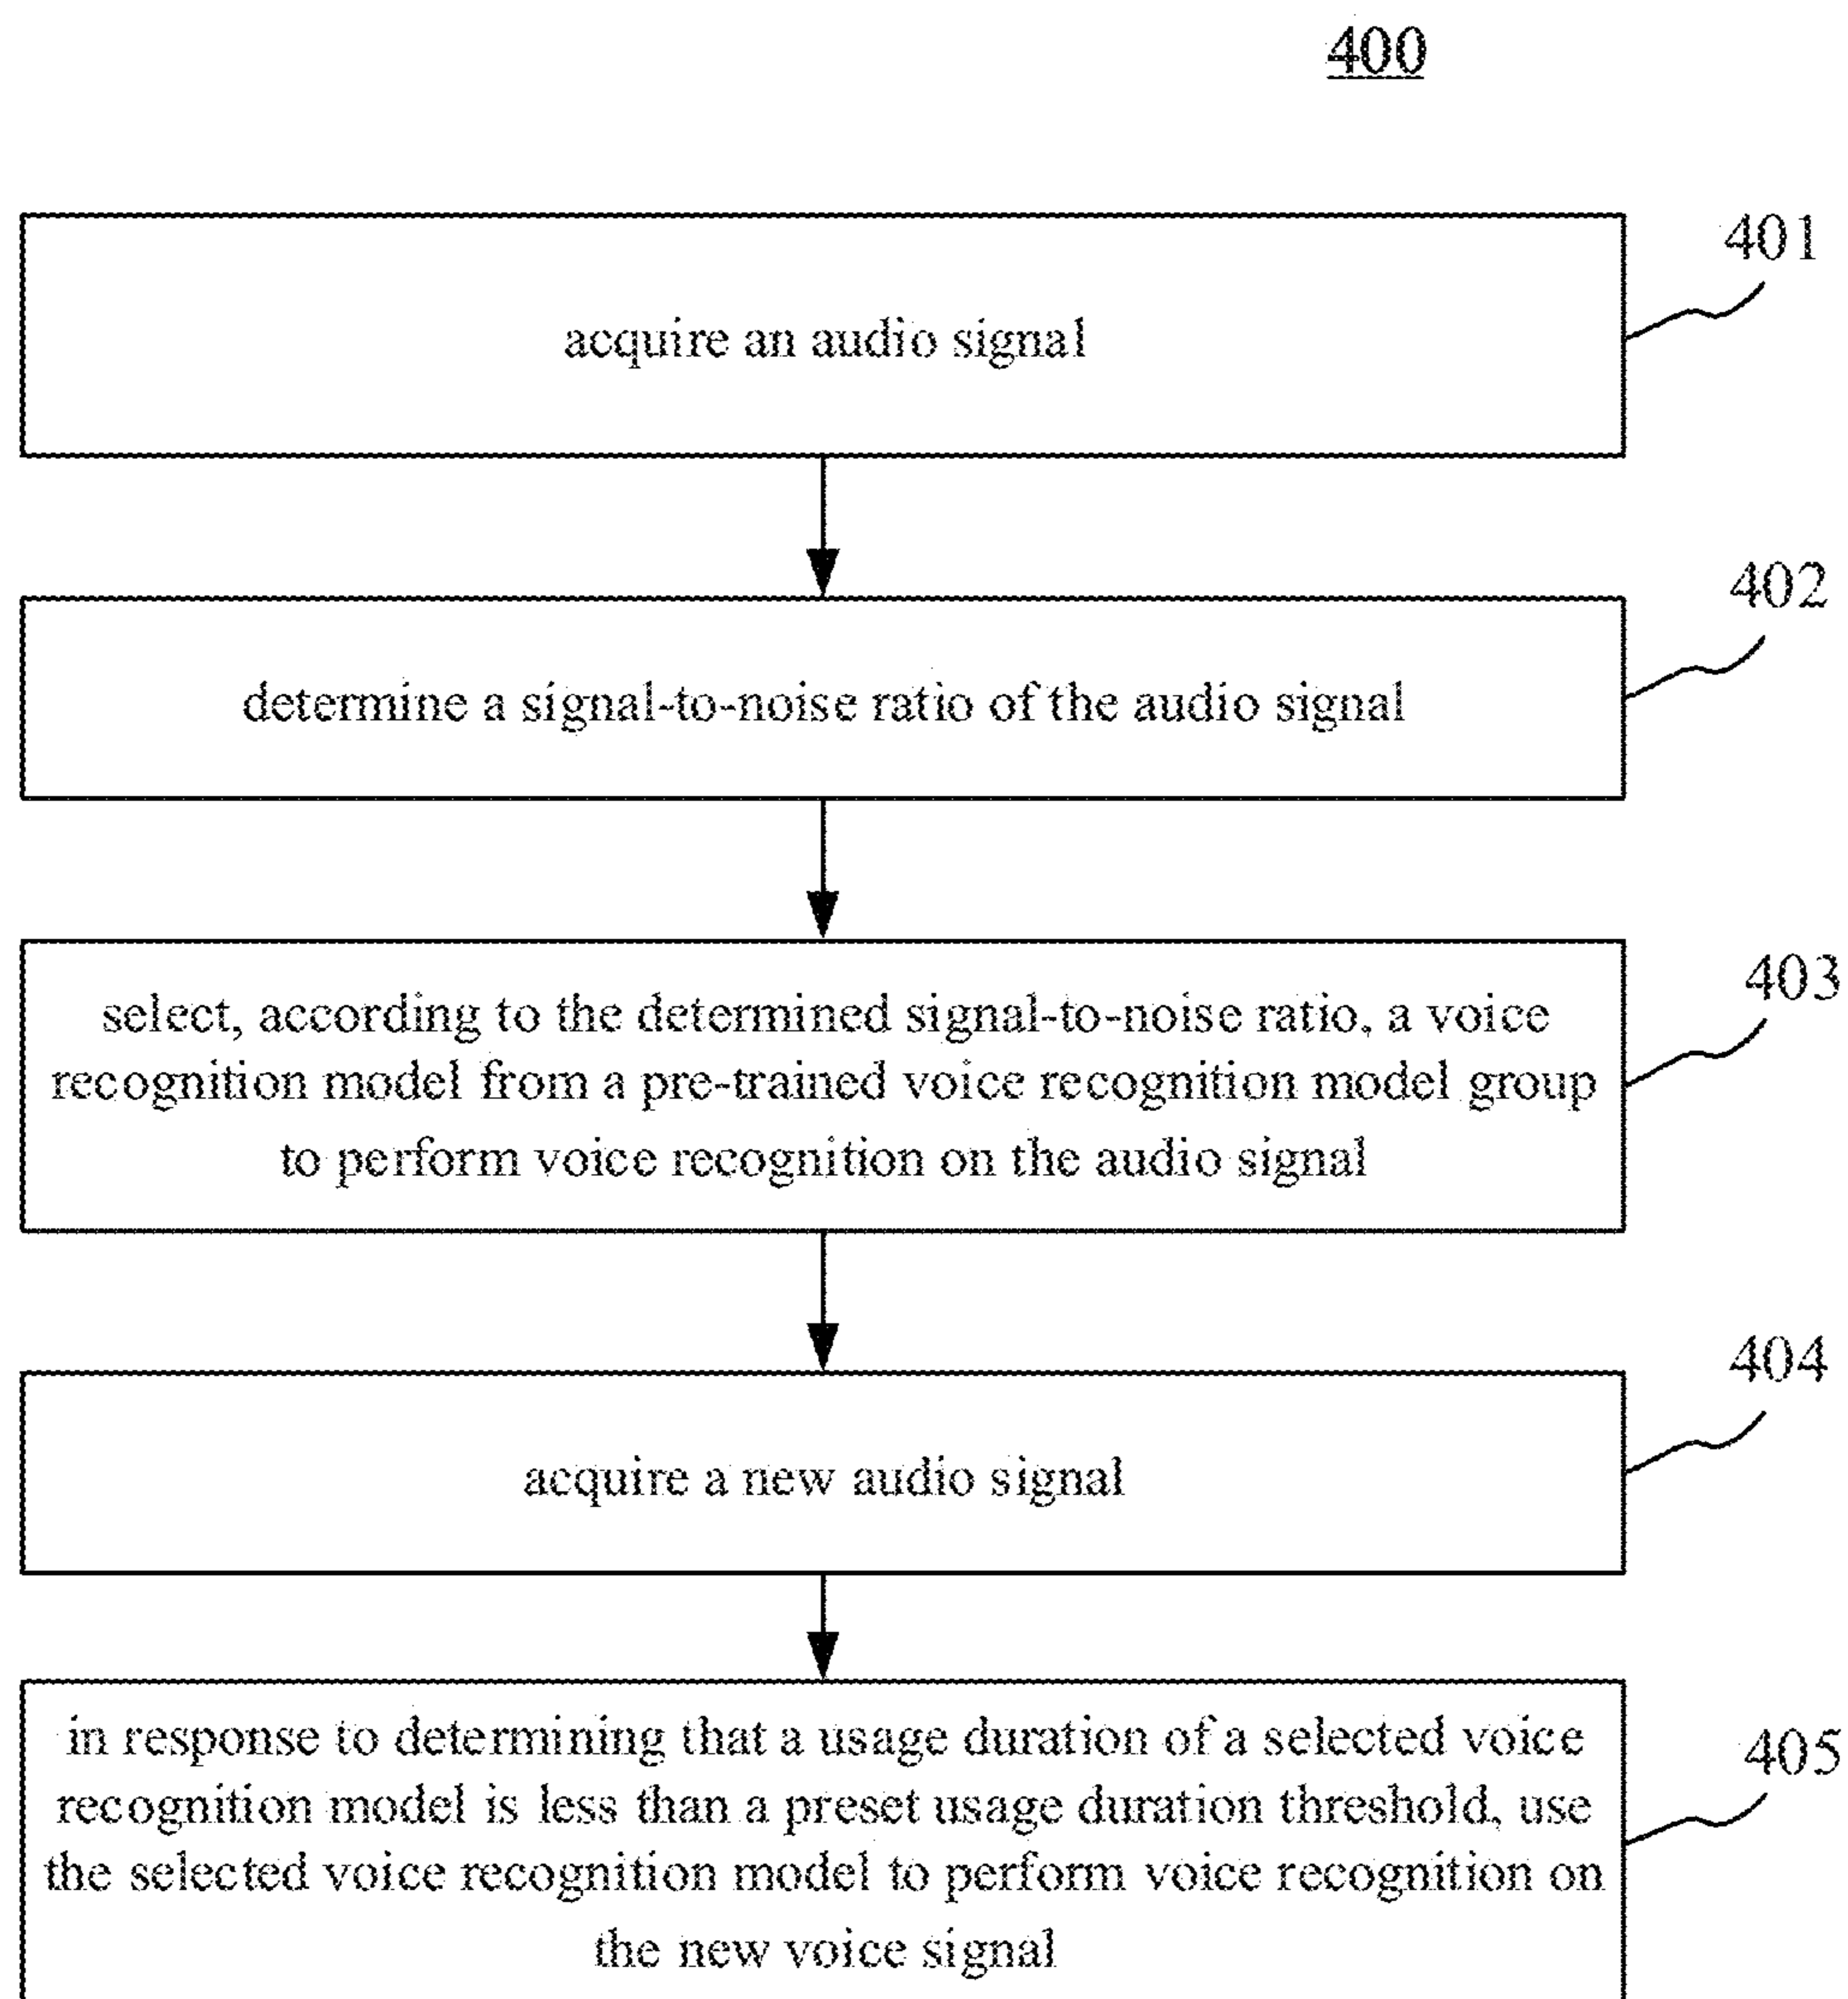 400
401
acquire an audio signal
402
determine a signal-to-noise ratio of the audio signal
403
select, according to the determined signal-to-noise ratio, a voice
recognition model from a pre-trained voice recognition model group
to perform voice recognition on the audio signal
404
acquire a new audio signal
405
in response to determining that a usage duration of a selected voice
recognition model is less than a preset usage duration threshold, use
the selected voice recognition model to perform voice recognition on
the new voice signal